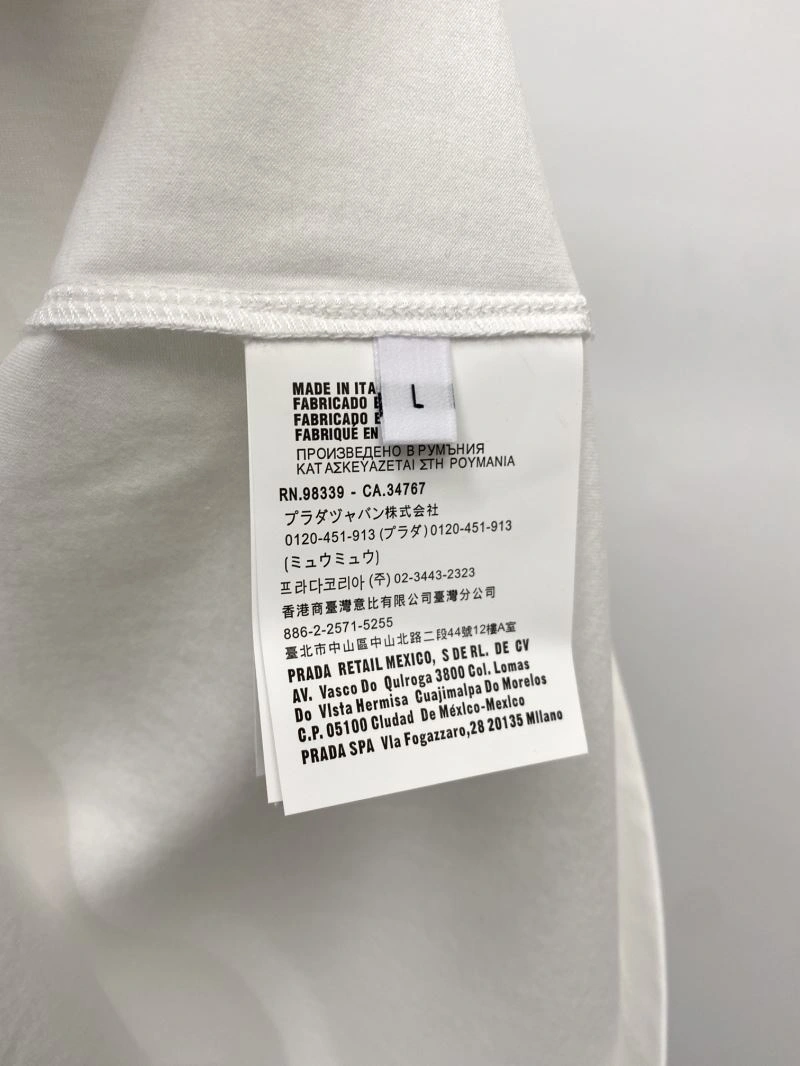 L
MADE IN ITA
FABRICADO
FABRICADO
FABRIQUÉ EN
ПРОИЗВЕДЕНО В РУМЪНИЯ
ΚΑΤΑΣΚΕΥΑΖΕΤΑΙ ΣΤΗ ΡΟΥΜΑΝΙΑ
RN.98339 - CA.34767
プラダヅャバン株式会社
0120-451-913 (プラダ) 0120-451-913
(ミュウミュウ)
프라다코리아 (주) 02-3443-2323
香港商臺灣意比有限公司臺灣分公司
886-2-2571-5255
臺北市中山區中山北路二段44號12樓A室
PRADA RETAIL MEXICO, S DE RL. DE CV
AV. Vasco Do Qulroga 3800 Col. Lomas
Do VIsta Hermisa Cuajimalpa Do Morelos
C.P. 05100 Cludad De MéxIco-Mexico
PRADA SPA VIa Fogazzaro,28 20135 MIlano